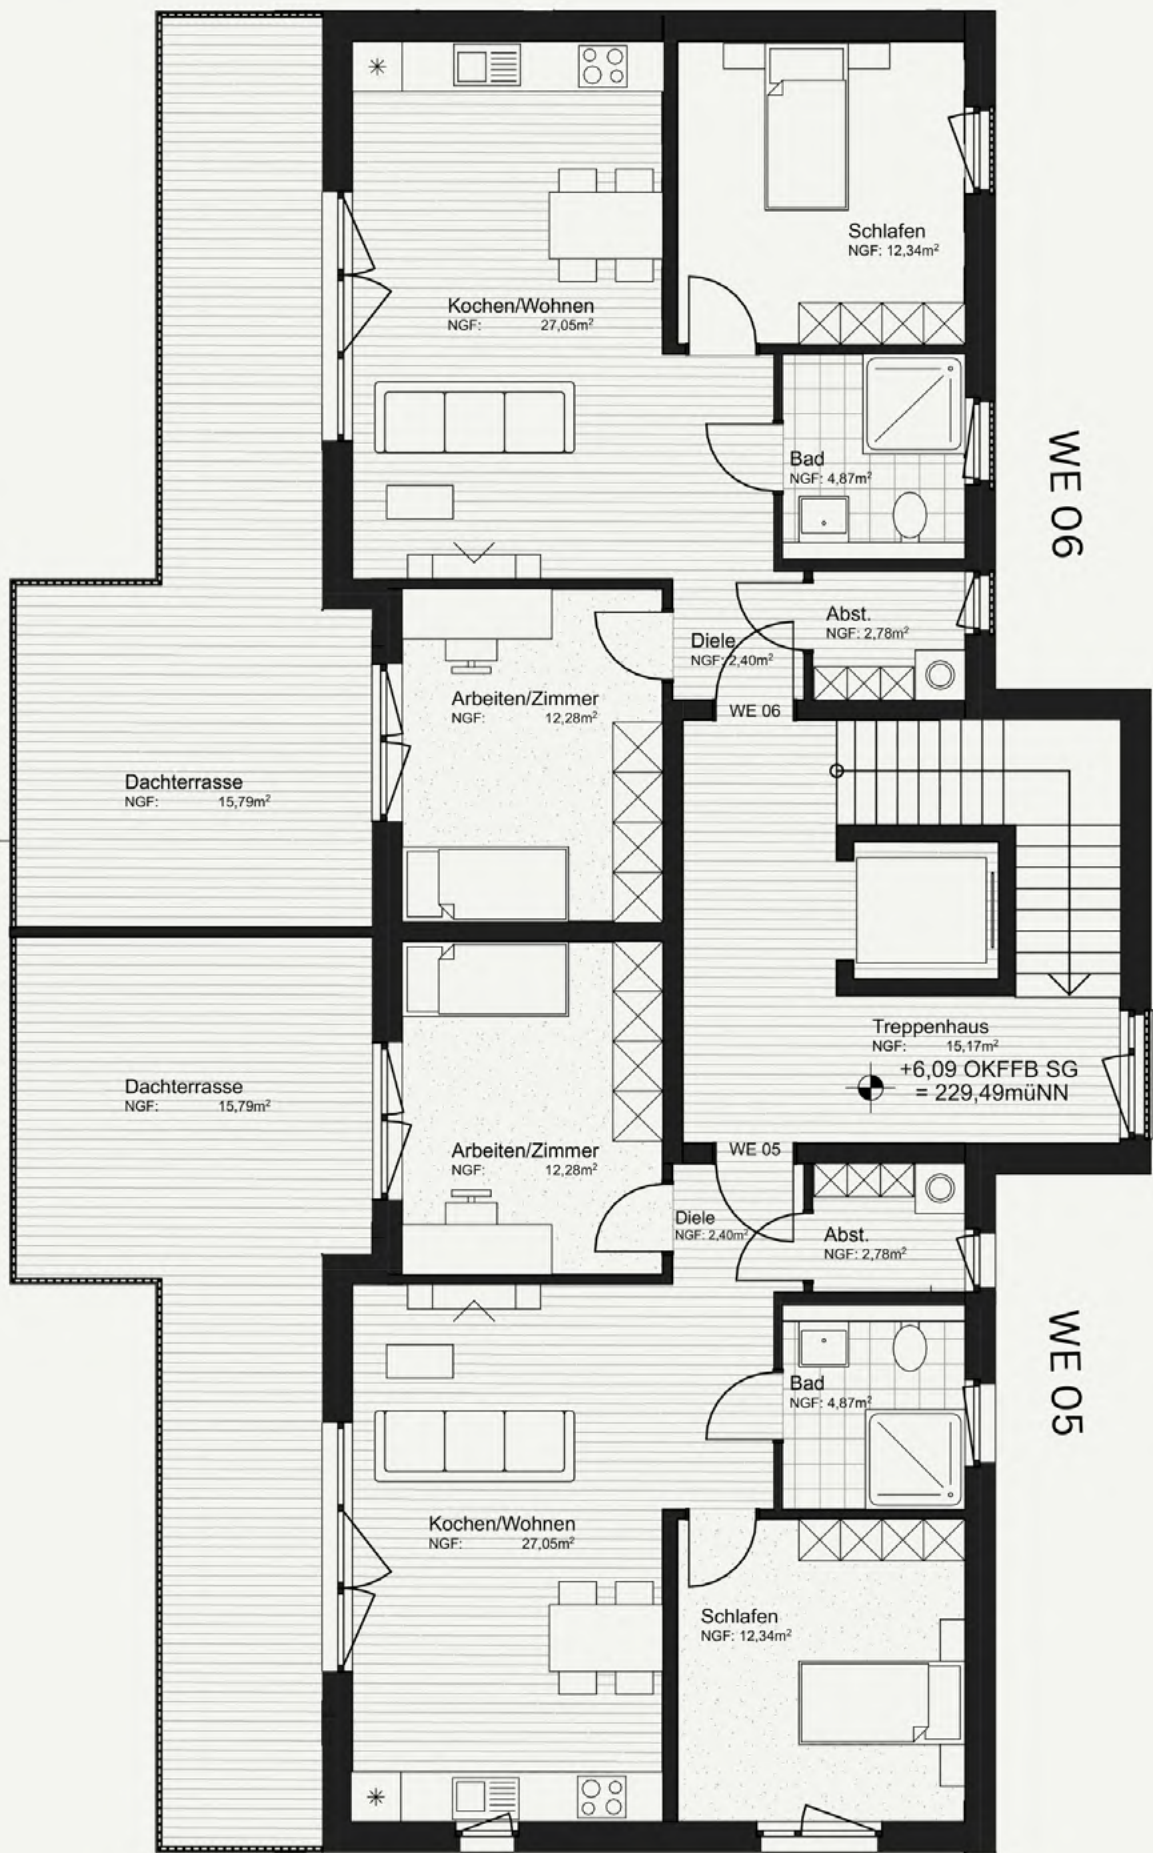 Schlafen
NGF: 12,34m²
Kochen/Wohnen
NGF: 27,05m²
WE 06
Bad
NGF: 4,87m²
Abst.
NGF: 2,78m²
Diele
NGF: 2,40m²
Arbeiten/Zimmer
NGF: 12,28m²
WE 06
Dachterrasse
NGF: 15,79m²
Treppenhaus
NGF: 15,17m²
+6,09 OKFFB SG
= 229,49müNN
Dachterrasse
NGF: 15,79m²
Arbeiten/Zimmer
NGF: 12,28m²
WE 05
Diele
NGF: 2,40m²
Abst.
NGF: 2,78m²
WE 05
Bad
NGF: 4,87m²
Kochen/Wohnen
NGF: 27,05m²
Schlafen
NGF: 12,34m²